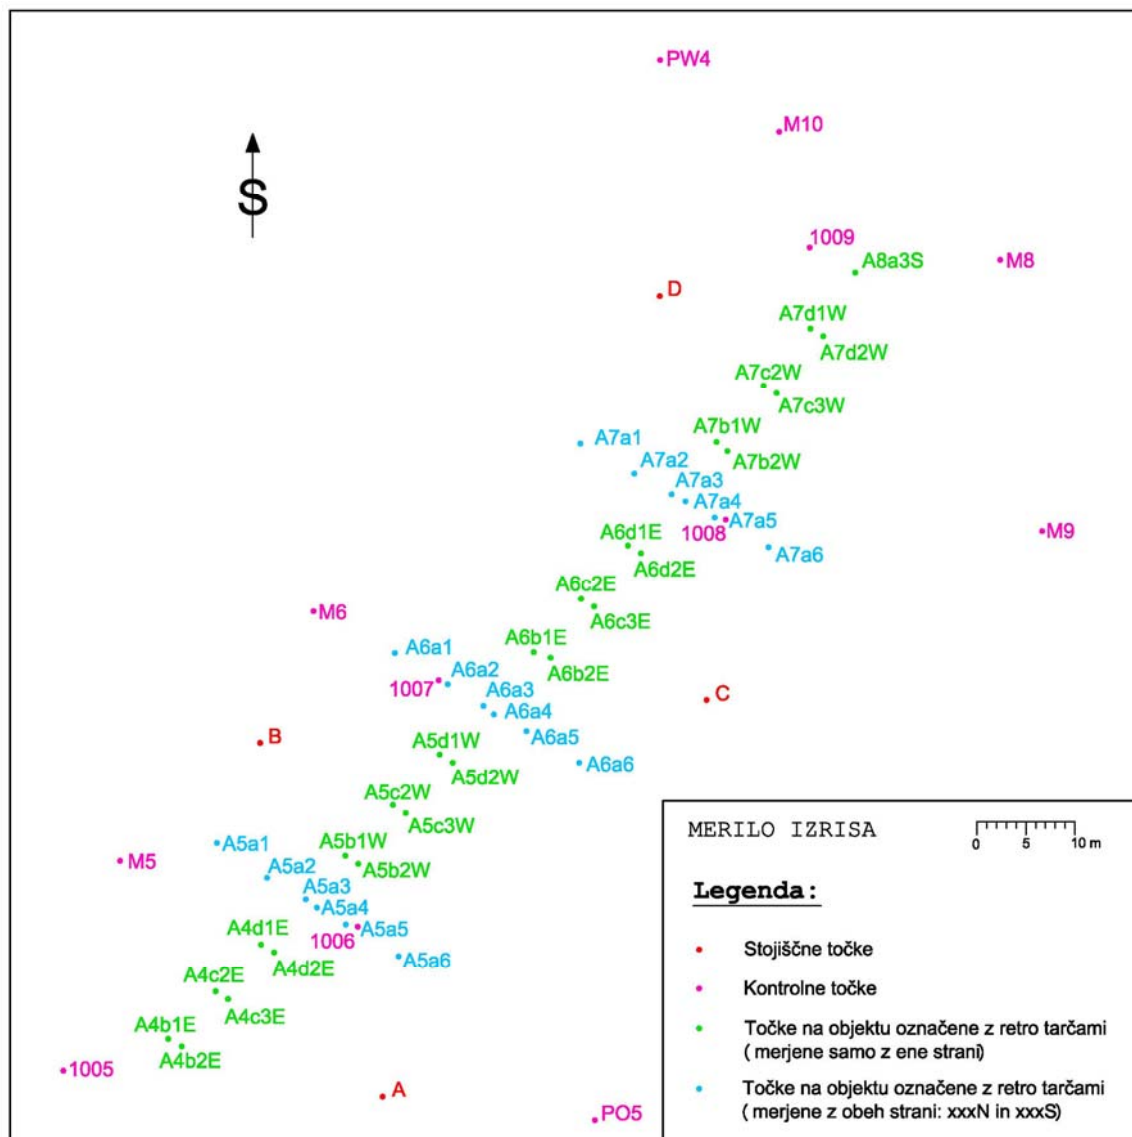 PW4
M10
S
1009
A8a3S
M8
D
A7d1W
A7d2W
A7c2W
A7c3W
A7b1W
A7b2W
A7a1
A7a2
A7a3
A7a4
A7a5
1008
A7a6
M9
A6d1E
A6d2E
A6c2E
A6c3E
M6
A6b1E
A6b2E
A6a1
A6a2
1007
A6a3
A6a4
A6a5
A6a6
C
B
A5d1W
A5d2W
A5c2W
A5c3W
A5b1W
A5b2W
A5a1
M5
A5a2
A5a3
A5a4
A5a5
1006
A5a6
A4d1E
A4d2E
A4c2E
A4c3E
A4b1E
A4b2E
1005
A
PO5
MERILO IZRISA
0 5 10 m
Legenda:
Stojiščne točke
Kontrolne točke
Točke na objektu označene z retro tarčami
( merjene samo z ene strani)
Točke na objektu označene z retro tarčami
( merjene z obeh strani: xxxN in xxxS)